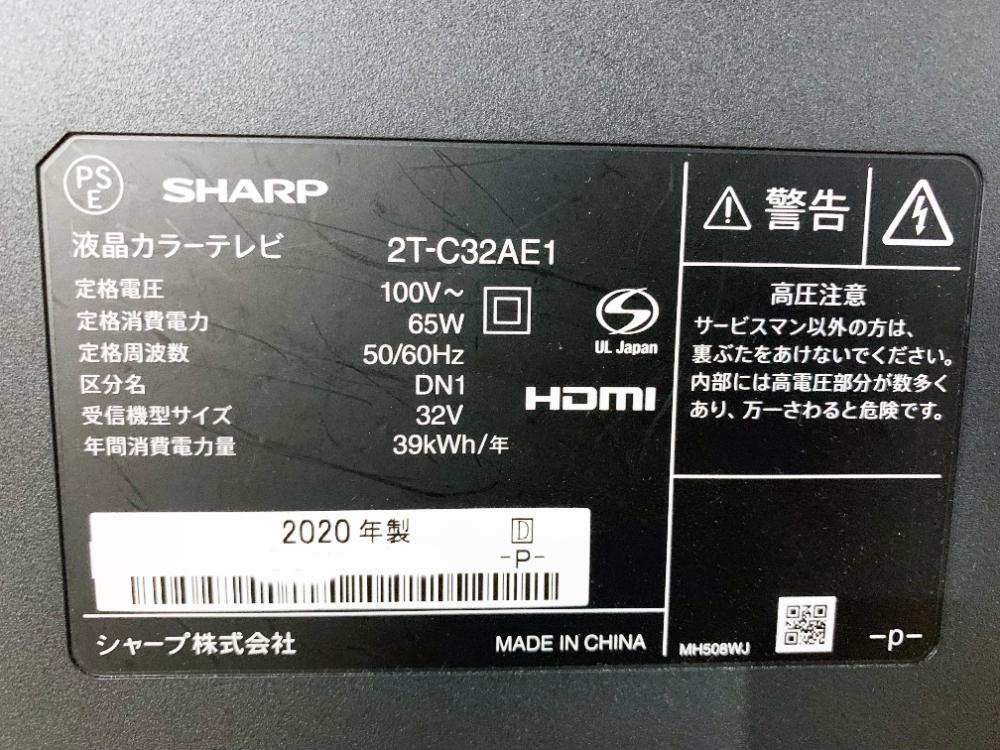 PS
E
SHARP
液晶カラーテレビ 2T-C32AE1
定格電圧 100V～
定格消費電力 65W
定格周波数 50/60Hz
区分名 DN1
受信機型サイズ 32V
年間消費電力量 39kWh/年
UL Japan
HDMI
2020年製 D
-P-
シャープ株式会社 MADE IN CHINA
警告
高圧注意
サービスマン以外の方は、
裏ぶたをあけないでください。
内部には高電圧部分が数多く
あり、万一さわると危険です。
MH508WJ -p-